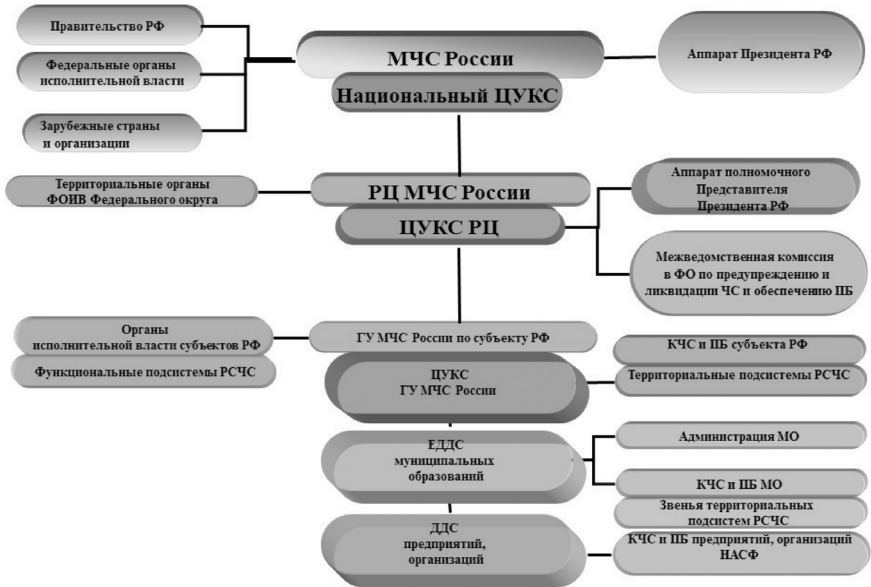 Правительство РФ
Федеральные органы
исполнительной власти
Зарубежные страны
и организации
МЧС России
Национальный ЦУКС
Аппарат Президента РФ
Территориальные органы
ФОИВ Федерального округа
РЦ МЧС России
ЦУКС РЦ
Аппарат полномочного
Представителя
Президента РФ
Межведомственная комиссия
в ФО по предупреждению и
ликвидации ЧС и обеспечению ПБ
Органы
исполнительной власти субъектов РФ
Функциональные подсистемы РСЧС
ГУ МЧС России по субъекту РФ
ЦУКС
ГУ МЧС России
КЧС и ПБ субъекта РФ
Территориальные подсистемы РСЧС
ЕДДС
муниципальных
образований
Администрация МО
КЧС и ПБ МО
Звенья территориальных
подсистем РСЧС
ДДС
предприятий,
организаций
КЧС и ПБ предприятий, организаций
НАСФ